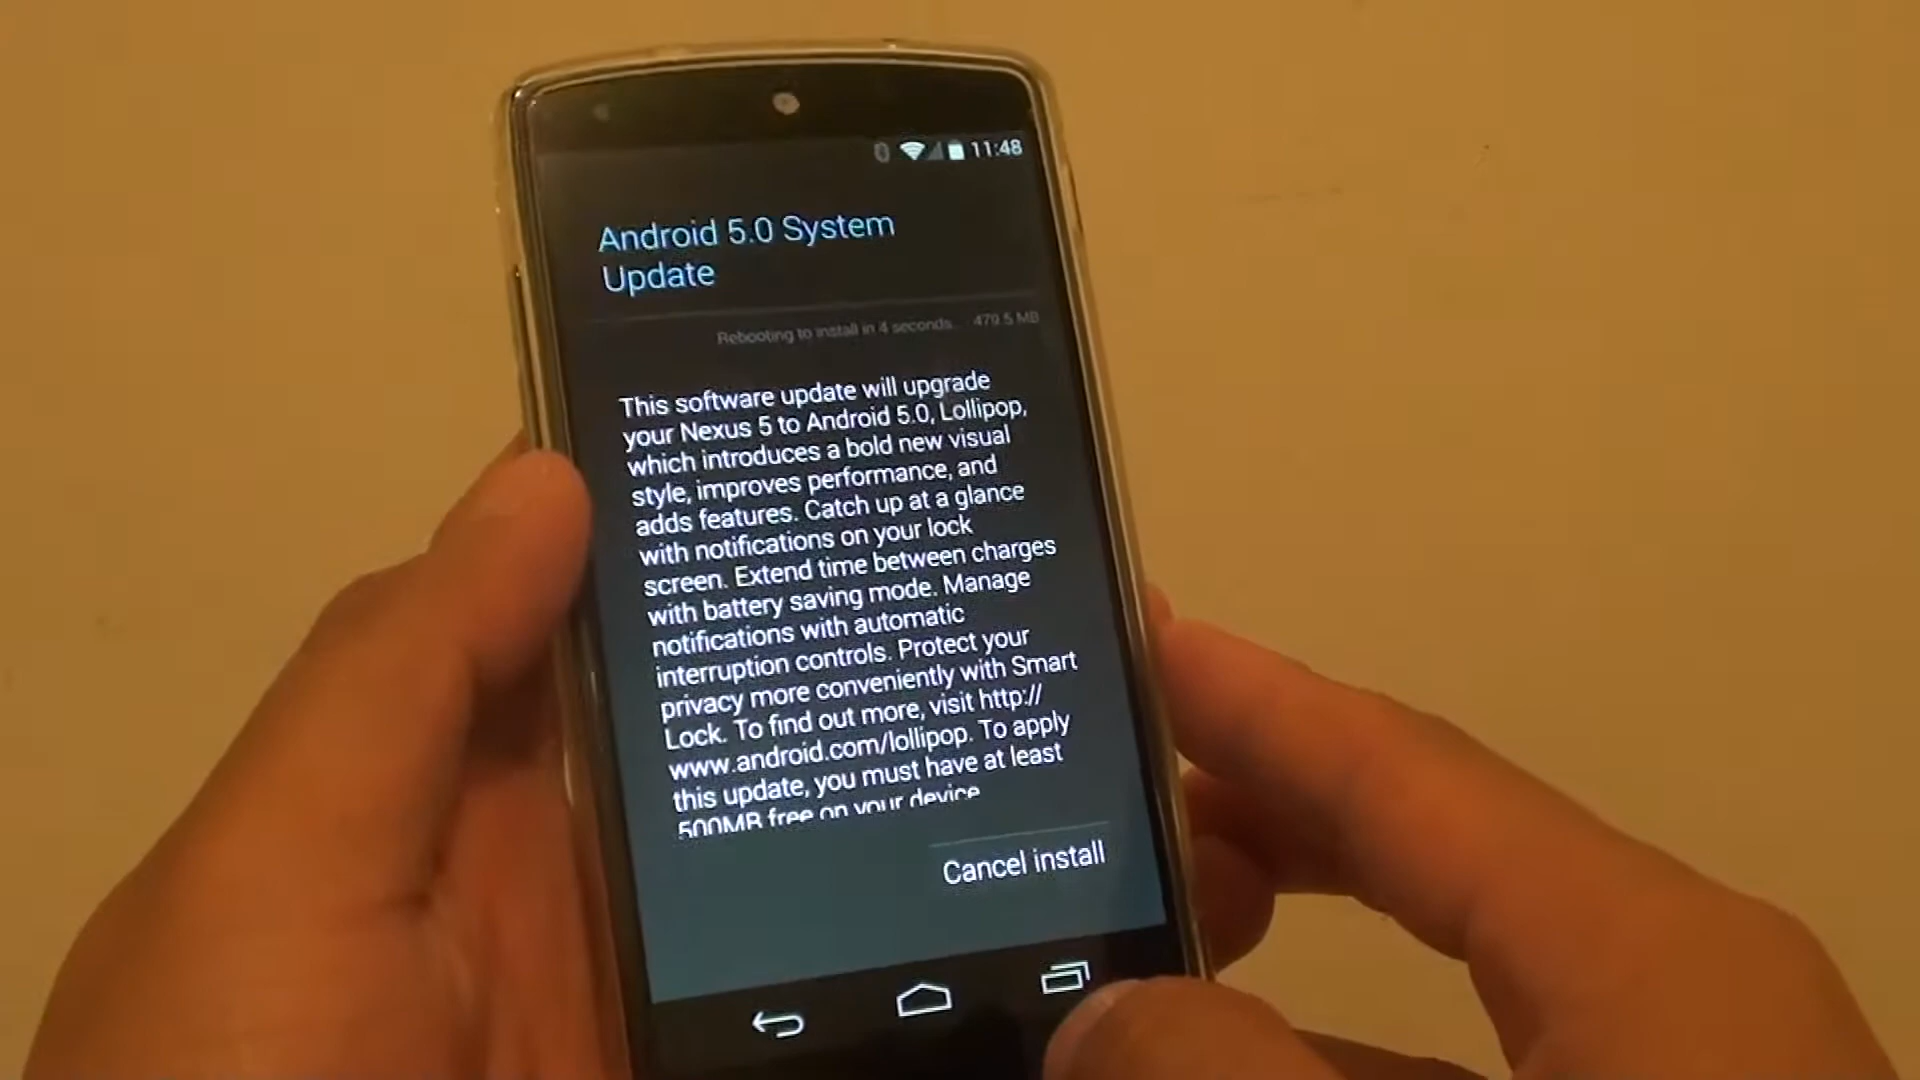 11:48
Android 5.0 System
Update
Rebooting to install in 4 seconds... 479.5 MB
This software update will upgrade
your Nexus 5 to Android 5.0, Lollipop,
which introduces a bold new visual
style, improves performance, and
adds features. Catch up at a glance
with notifications on your lock
screen. Extend time between charges
with battery saving mode. Manage
notifications with automatic
interruption controls. Protect your
privacy more conveniently with Smart
Lock. To find out more, visit http://
www.android.com/lollipop. To apply
this update, you must have at least
500MB free on your device
Cancel install